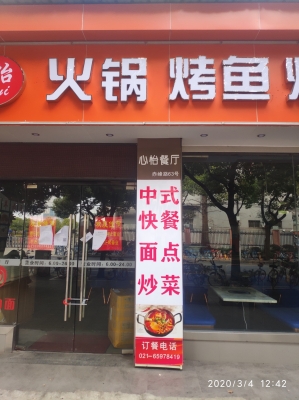 怡
火锅 烤鱼
心怡餐厅
中式
快餐
面点
炒菜
订餐电话
021-65978419
2020/3/4 12:42